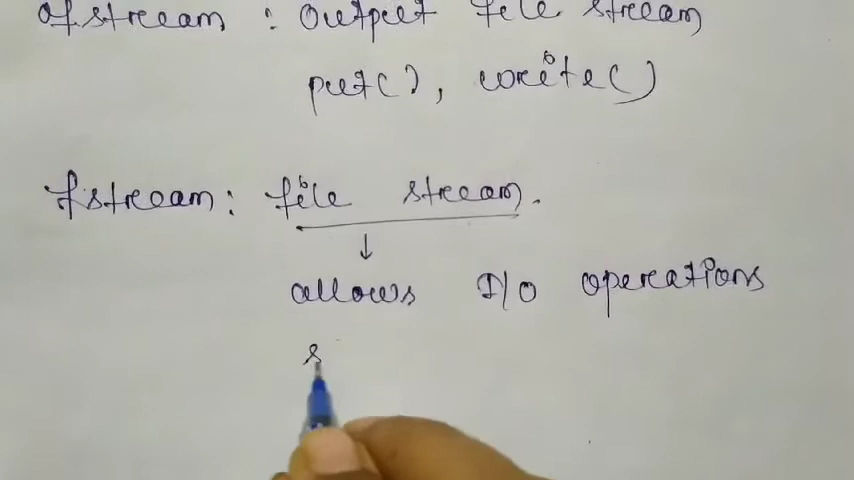 ofstream : output file stream
put(), write()
fstream: file stream.
↓
allows I/O operations
s